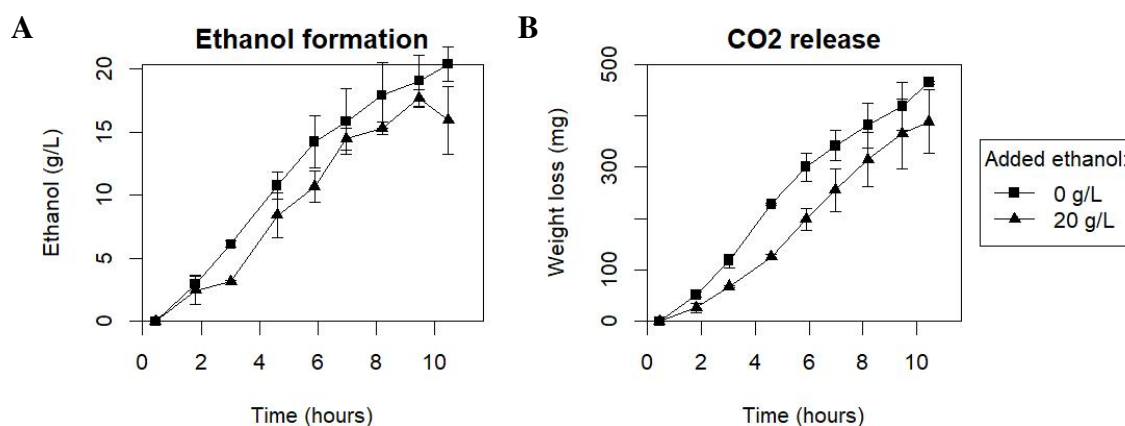 A
Ethanol formation
Ethanol (g/L)
20
15
10
5
0
0 2 4 6 8 10
Time (hours)
B
CO2 release
Weight loss (mg)
500
300
100
0
0 2 4 6 8 10
Time (hours)
Added ethanol:
0 g/L
20 g/L